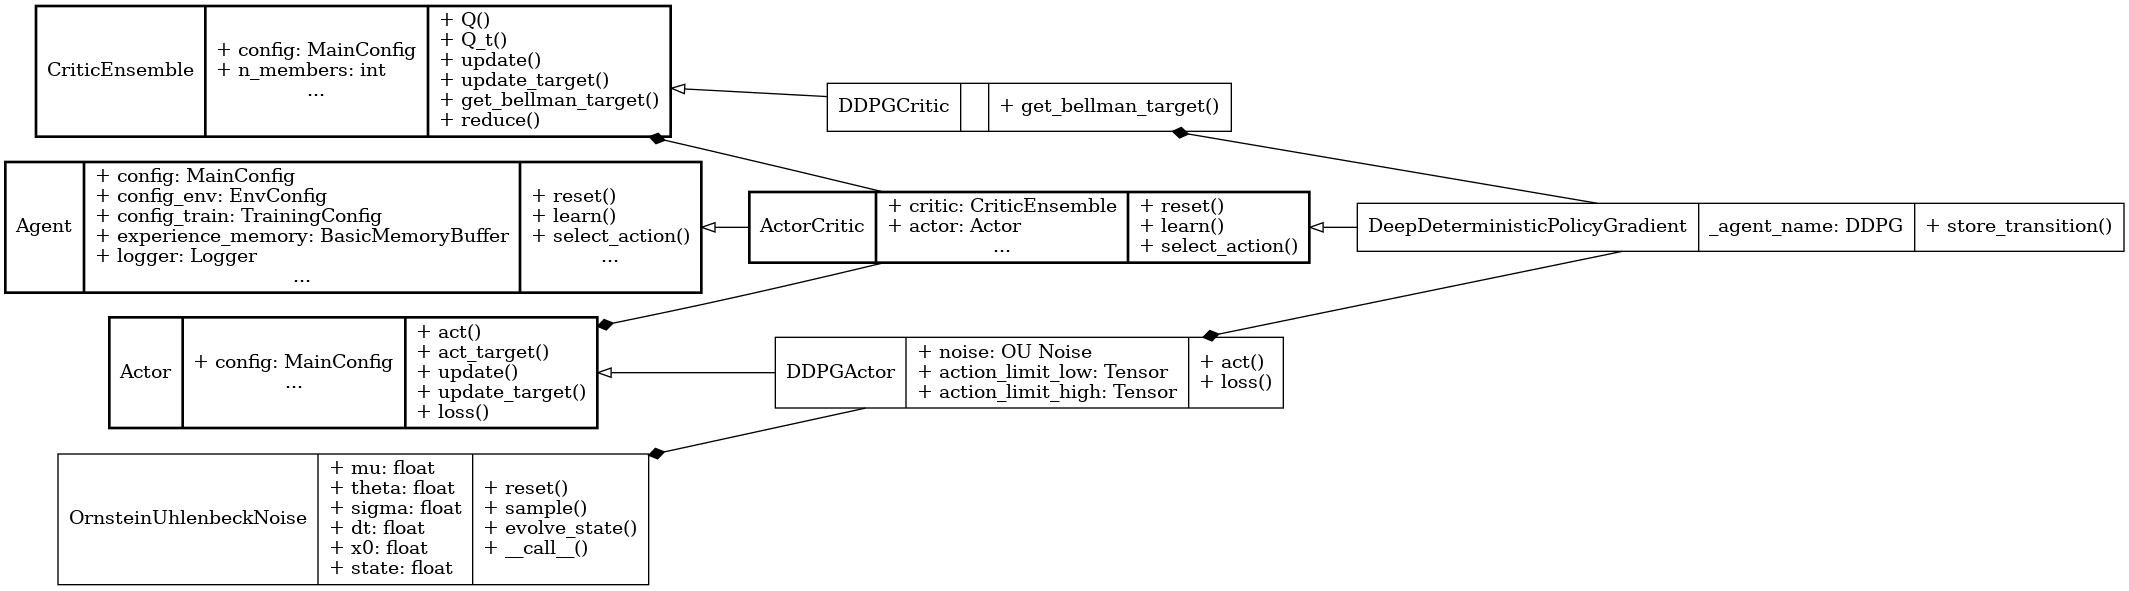 CriticEnsemble
+ config: MainConfig
+ n_members: int
...
+ Q()
+ Q_t()
+ update()
+ update_target()
+ get_bellman_target()
+ reduce()
DDPGCritic
+ get_bellman_target()
Agent
+ config: MainConfig
+ config_env: EnvConfig
+ config_train: TrainingConfig
+ experience_memory: BasicMemoryBuffer
+ logger: Logger
...
+ reset()
+ learn()
+ select_action()
...
ActorCritic
+ critic: CriticEnsemble
+ actor: Actor
...
+ reset()
+ learn()
+ select_action()
DeepDeterministicPolicyGradient
_agent_name: DDPG
+ store_transition()
Actor
+ config: MainConfig
...
+ act()
+ act_target()
+ update()
+ update_target()
+ loss()
DDPGActor
+ noise: OU Noise
+ action_limit_low: Tensor
+ action_limit_high: Tensor
+ act()
+ loss()
OrnsteinUhlenbeckNoise
+ mu: float
+ theta: float
+ sigma: float
+ dt: float
+ x0: float
+ state: float
+ reset()
+ sample()
+ evolve_state()
+ __call__()